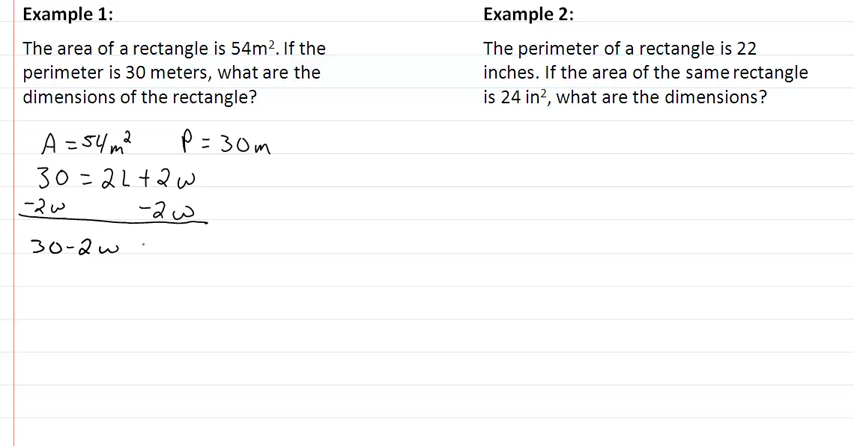 Example 1:
The area of a rectangle is 54m². If the
perimeter is 30 meters, what are the
dimensions of the rectangle?
A = 54m² P = 30m
30 = 2L + 2w
-2w -2w
30-2w
Example 2:
The perimeter of a rectangle is 22
inches. If the area of the same rectangle
is 24 in², what are the dimensions?